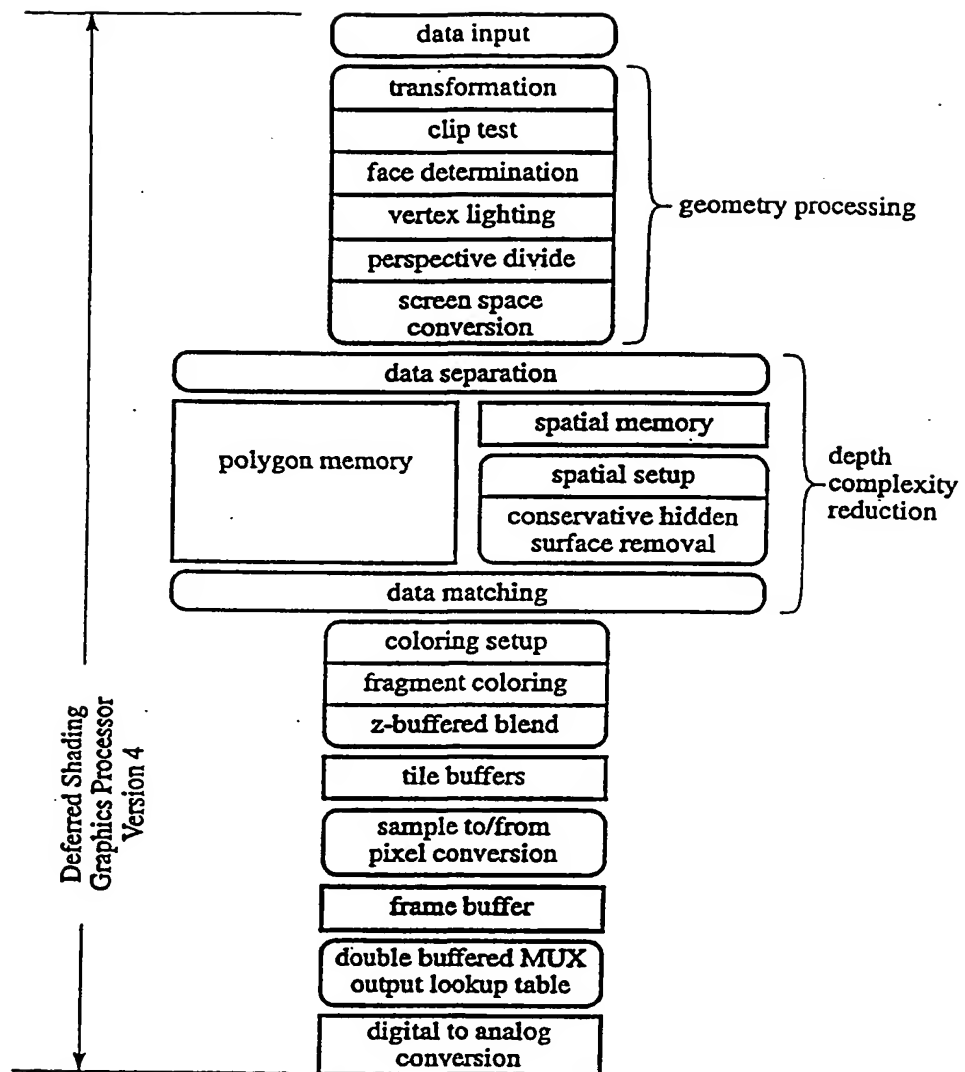 data input
transformation
clip test
face determination
vertex lighting
perspective divide
screen space
conversion
geometry processing
data separation
polygon memory
spatial memory
spatial setup
conservative hidden
surface removal
depth
complexity
reduction
data matching
coloring setup
fragment coloring
z-buffered blend
tile buffers
sample to/from
pixel conversion
frame buffer
double buffered MUX
output lookup table
digital to analog
conversion
Deferred Shading
Graphics Processor
Version 4